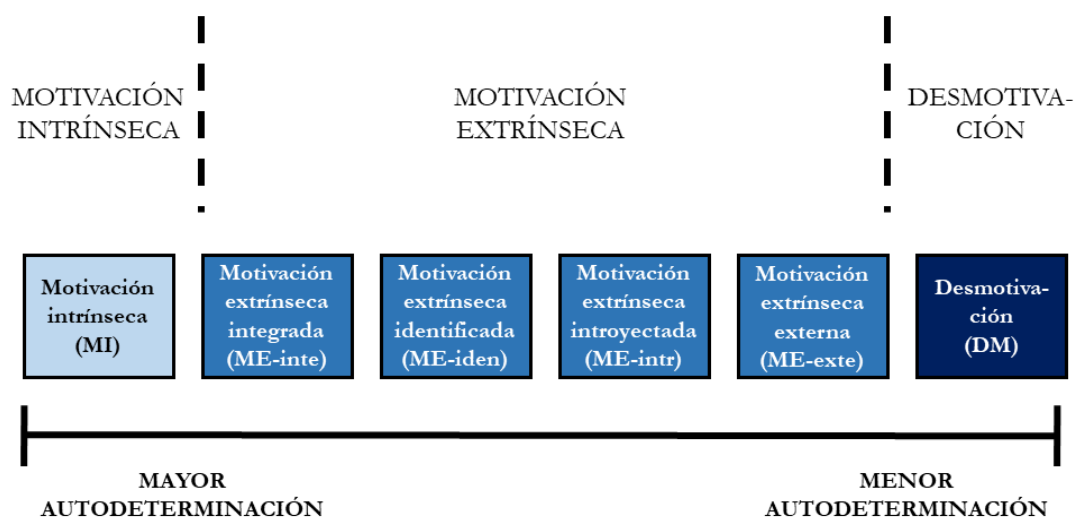 MOTIVACIÓN
INTRÍNSECA
MOTIVACIÓN
EXTRÍNSECA
DESMOTIVA-
CIÓN
Motivación
intrínseca
(MI)
Motivación
extrínseca
integrada
(ME-inte)
Motivación
extrínseca
identificada
(ME-iden)
Motivación
extrínseca
introyectada
(ME-intr)
Motivación
extrínseca
externa
(ME-exte)
Desmotiva-
ción
(DM)
MAYOR
AUTODETERMINACIÓN
MENOR
AUTODETERMINACIÓN